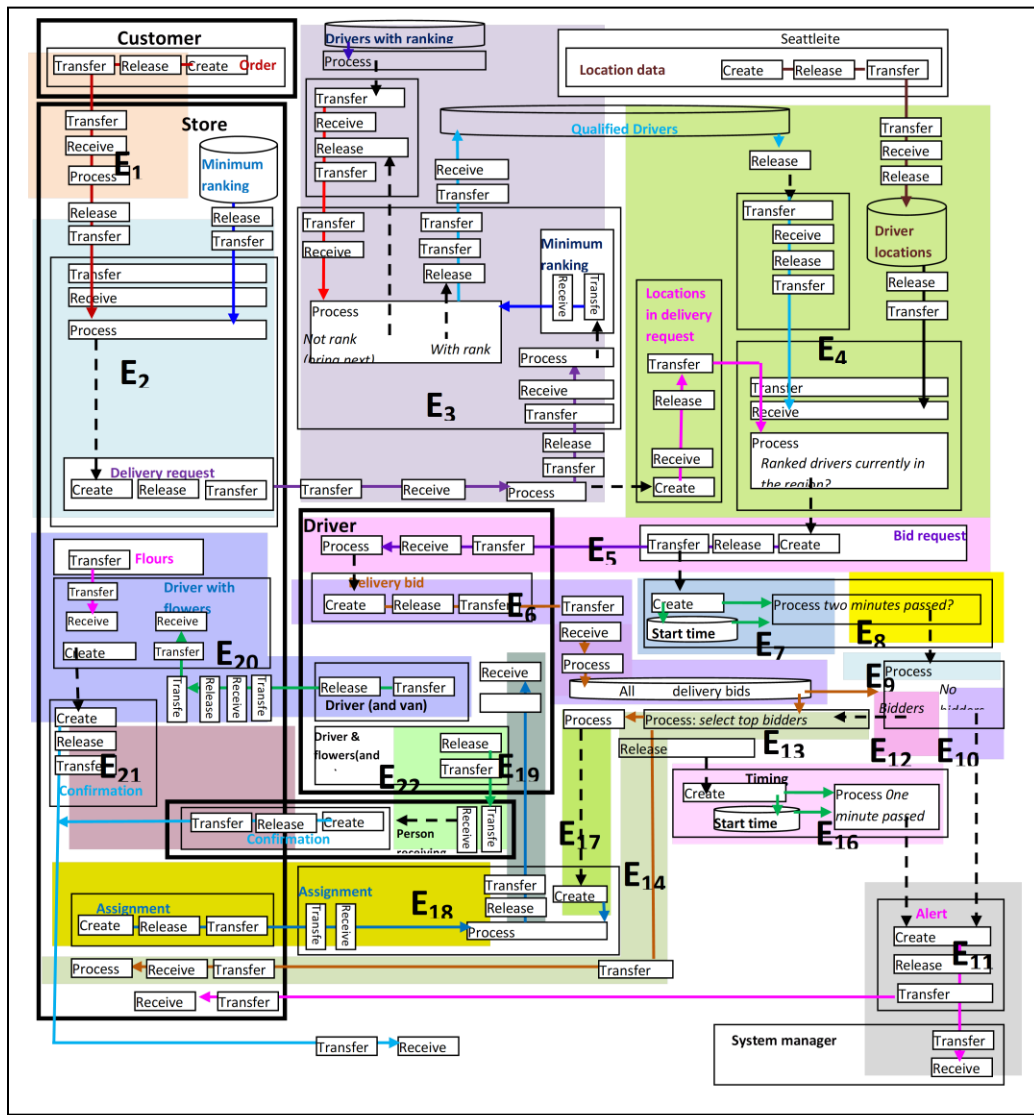 Customer
Transfer
Release
Create
Order
Drivers with ranking
Process
Seattleite
Location data
Create
Release
Transfer
Store
Transfer
Receive
Process
E1
Release
Transfer
Minimum
ranking
Release
Transfer
Transfer
Receive
Process
E2
Delivery request
Create
Release
Transfer
Transfer
Receive
Release
Transfer
Transfer
Receive
Process
Not rank
(bring next)
With rank
Receive
Transfer
Transfer
Transfer
Release
Qualified Drivers
Minimum
ranking
Receive
Transfe
Process
Receive
Transfer
E3
Release
Transfer
Transfer
Receive
Process
Locations
in delivery
request
Transfer
Release
Receive
Create
Release
Transfer
Receive
Release
Transfer
Transfer
Receive
Release
Driver
locations
Release
Transfer
E4
Transfer
Receive
Process
Ranked drivers currently in
the region?
Bid request
Transfer
Release
Create
E5
Driver
Process
Receive
Transfer
Delivery bid
Create
Release
Transfer
E6
Transfer
Receive
Process
All delivery bids
Create
Start time
E7
Process two minutes passed?
E8
E9
Process
No
bidders
Bidders
E10
E12
Process
Process: select top bidders
E13
Release
Timing
Create
Start time
Process One
minute passed
E16
Transfer
Flours
Transfer
Receive
Driver with
flowers
Receive
Transfer
Create
E20
Transfe
Release
Receive
Transfe
Release
Transfer
Driver (and van)
Receive
Create
Release
Transfer
E21
Confirmation
Driver &
flowers(and
E22
Release
Transfer
E19
Transfer
Release
Create
Confirmation
Person
receiving
Receive
Transfe
E17
E14
Assignment
Create
Release
Transfer
Assignment
Transfe
Receive
E18
Transfer
Release
Process
Create
Process
Receive
Transfer
Transfer
Receive
Transfer
Transfer
Receive
Alert
Create
Release
E11
Transfer
System manager
Transfer
Receive